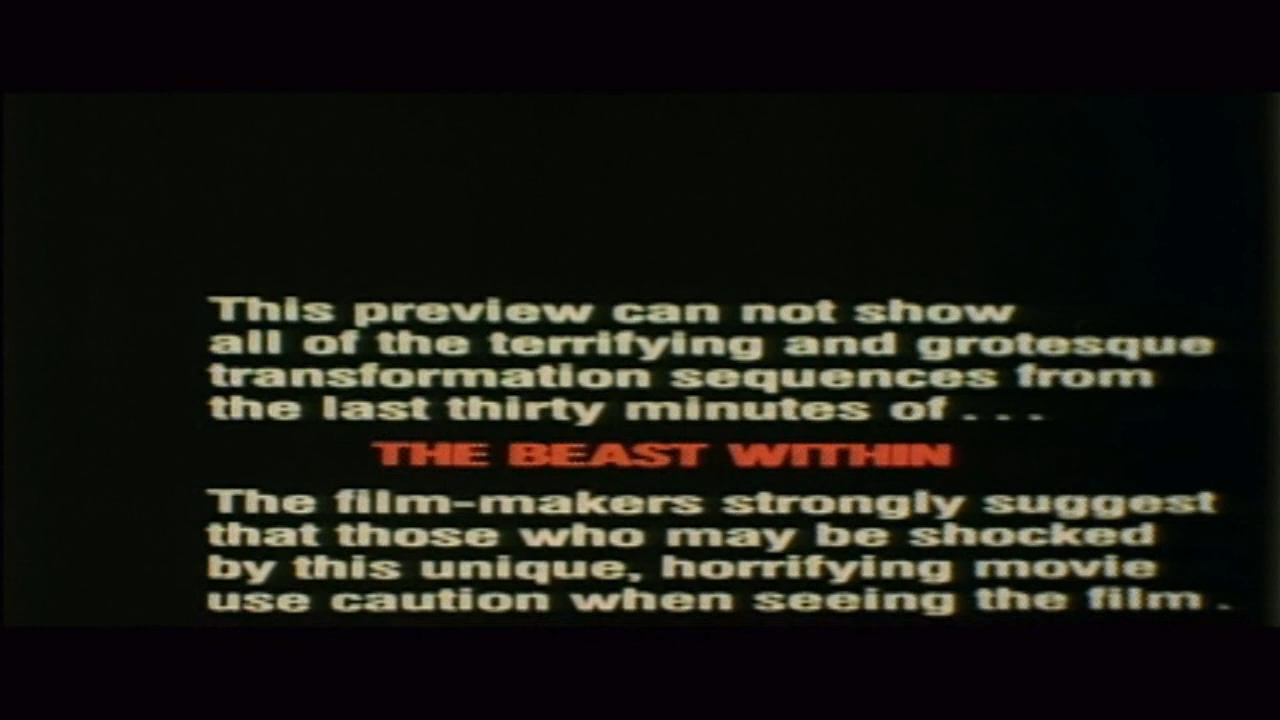 This preview can not show
all of the terrifying and grotesque
transformation sequences from
the last thirty minutes of . . .
THE BEAST WITHIN
The film-makers strongly suggest
that those who may be shocked
by this unique, horrifying movie
use caution when seeing the film .